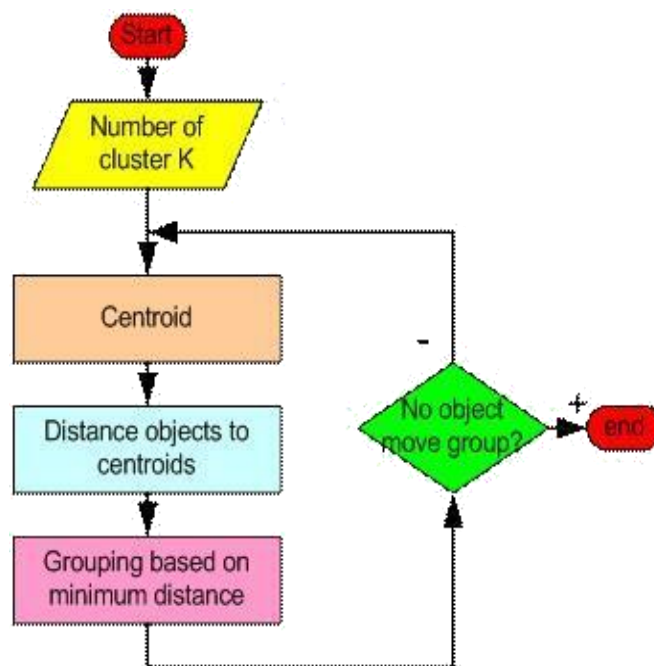 Start
Number of
cluster K
Centroid
Distance objects to
centroids
Grouping based on
minimum distance
-
No object
move group?
+
end